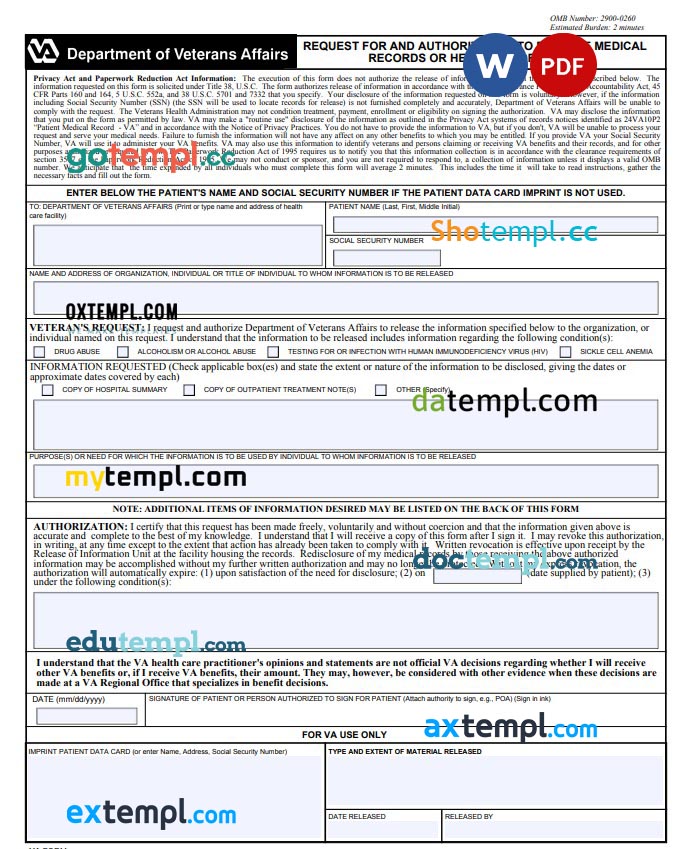 OMB Number: 2900-0260
Estimated Burden: 2 minutes
VA Department of Veterans Affairs
REQUEST FOR AND AUTHORI TO MEDICAL
RECORDS OR HE
W
PDF
Privacy Act and Paperwork Reduction Act Information: The execution of this form does not authorize the release of information described below. The
information requested on this form is solicited under Title 38, U.S.C. The form authorizes release of information in accordance with the Accountability Act, 45
CFR Parts 160 and 164, 5 U.S.C. 552a, and 38 U.S.C. 5701 and 7332 that you specify. Your disclosure of the information requested on form is voluntary. However, if the information
including Social Security Number (SSN) (the SSN will be used to locate records for release) is not furnished completely and accurately, Department of Veterans Affairs will be unable to
comply with the request. The Veterans Health Administration may not condition treatment, payment, enrollment or eligibility on signing the authorization. VA may disclose the information
that you put on the form as permitted by law. VA may make a "routine use" disclosure of the information as outlined in the Privacy Act systems of records notices identified as 24VA10P2
"Patient Medical Record - VA" and in accordance with the Notice of Privacy Practices. You do not have to provide the information to VA, but if you don't, VA will be unable to process your
request and serve your medical needs. Failure to furnish the information will not have any affect on any other benefits to which you may be entitled. If you provide VA your Social Security
Number, VA will use it to administer your VA benefits. VA may also use this information to identify veterans and persons claiming or receiving VA benefits and their records, and for other
purposes authorized Reduction Act of 1995 requires us to notify you that this information collection is in accordance with the clearance requirements of
section 3507 of the Paperwork Reduction Act of 1995. We may not conduct or sponsor, and you are not required to respond to, a collection of information unless it displays a valid OMB
number. We anticipate that the time expended by all individuals who must complete this form will average 2 minutes. This includes the time it will take to read instructions, gather the
necessary facts and fill out the form.
gotempl.cc
ENTER BELOW THE PATIENT'S NAME AND SOCIAL SECURITY NUMBER IF THE PATIENT DATA CARD IMPRINT IS NOT USED.
TO: DEPARTMENT OF VETERANS AFFAIRS (Print or type name and address of health
care facility)
PATIENT NAME (Last, First, Middle Initial)
Shotempl.cc
SOCIAL SECURITY NUMBER
NAME AND ADDRESS OF ORGANIZATION, INDIVIDUAL OR TITLE OF INDIVIDUAL TO WHOM INFORMATION IS TO BE RELEASED
OXTEMPL.COM
VETERAN'S REQUEST: I request and authorize Department of Veterans Affairs to release the information specified below to the organization, or
individual named on this request. I understand that the information to be released includes information regarding the following condition(s):
DRUG ABUSE ALCOHOLISM OR ALCOHOL ABUSE TESTING FOR OR INFECTION WITH HUMAN IMMUNODEFICIENCY VIRUS (HIV) SICKLE CELL ANEMIA
INFORMATION REQUESTED (Check applicable box(es) and state the extent or nature of the information to be disclosed, giving the dates or
approximate dates covered by each)
COPY OF HOSPITAL SUMMARY COPY OF OUTPATIENT TREATMENT NOTE(S) OTHER (Specify)
datempl.com
PURPOSE(S) OR NEED FOR WHICH THE INFORMATION IS TO BE USED BY INDIVIDUAL TO WHOM INFORMATION IS TO BE RELEASED
mytempl.com
NOTE: ADDITIONAL ITEMS OF INFORMATION DESIRED MAY BE LISTED ON THE BACK OF THIS FORM
AUTHORIZATION: I certify that this request has been made freely, voluntarily and without coercion and that the information given above is
accurate and complete to the best of my knowledge. I understand that I will receive a copy of this form after I sign it. I may revoke this authorization,
in writing, at any time except to the extent that action has already been taken to comply with it. Written revocation is effective upon receipt by the
Release of Information Unit at the facility housing the records. Redisclosure of my medical records by those receiving the above authorized
information may be accomplished without my further written authorization and may no longer be protected. Without my express revocation, the
authorization will automatically expire: (1) upon satisfaction of the need for disclosure; (2) on (date supplied by patient); (3)
under the following condition(s):
doctempl.com
edutempl.com
I understand that the VA health care practitioner's opinions and statements are not official VA decisions regarding whether I will receive
other VA benefits or, if I receive VA benefits, their amount. They may, however, be considered with other evidence when these decisions are
made at a VA Regional Office that specializes in benefit decisions.
DATE (mm/dd/yyyy)
SIGNATURE OF PATIENT OR PERSON AUTHORIZED TO SIGN FOR PATIENT (Attach authority to sign, e.g., POA) (Sign in ink)
axtempl.com
FOR VA USE ONLY
IMPRINT PATIENT DATA CARD (or enter Name, Address, Social Security Number)
TYPE AND EXTENT OF MATERIAL RELEASED
extempl.com
DATE RELEASED
RELEASED BY